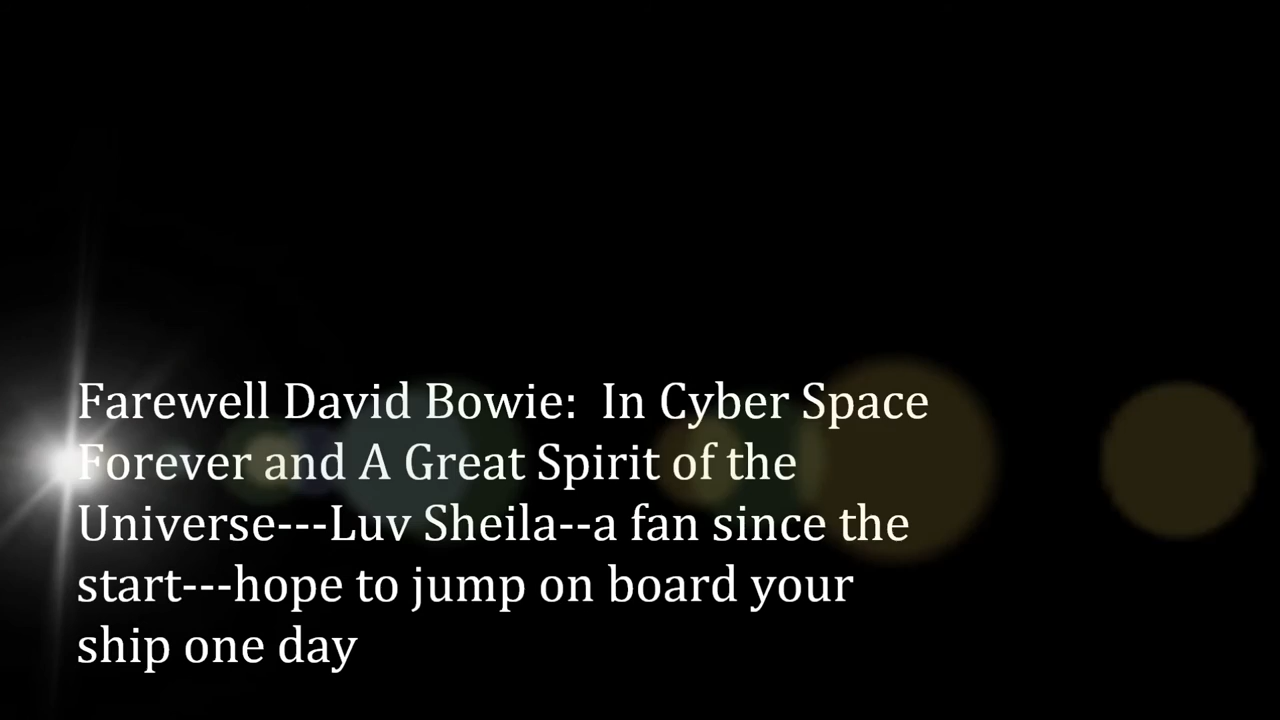 Farewell David Bowie:  In Cyber Space
Forever and A Great Spirit of the
Universe---Luv Sheila--a fan since the
start---hope to jump on board your
ship one day